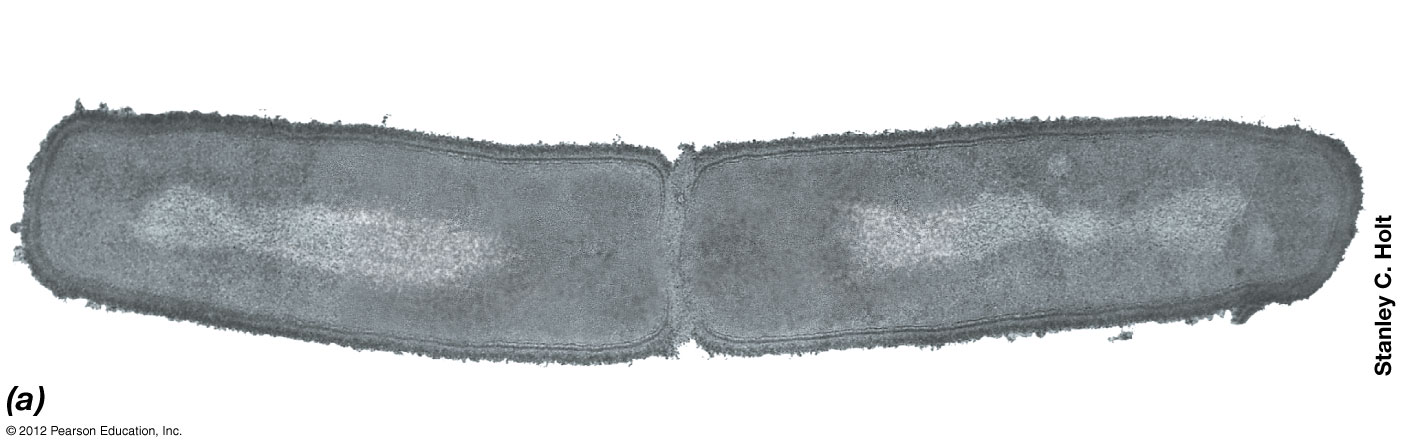 Stanley C. Holt
(a)
© 2012 Pearson Education, Inc.